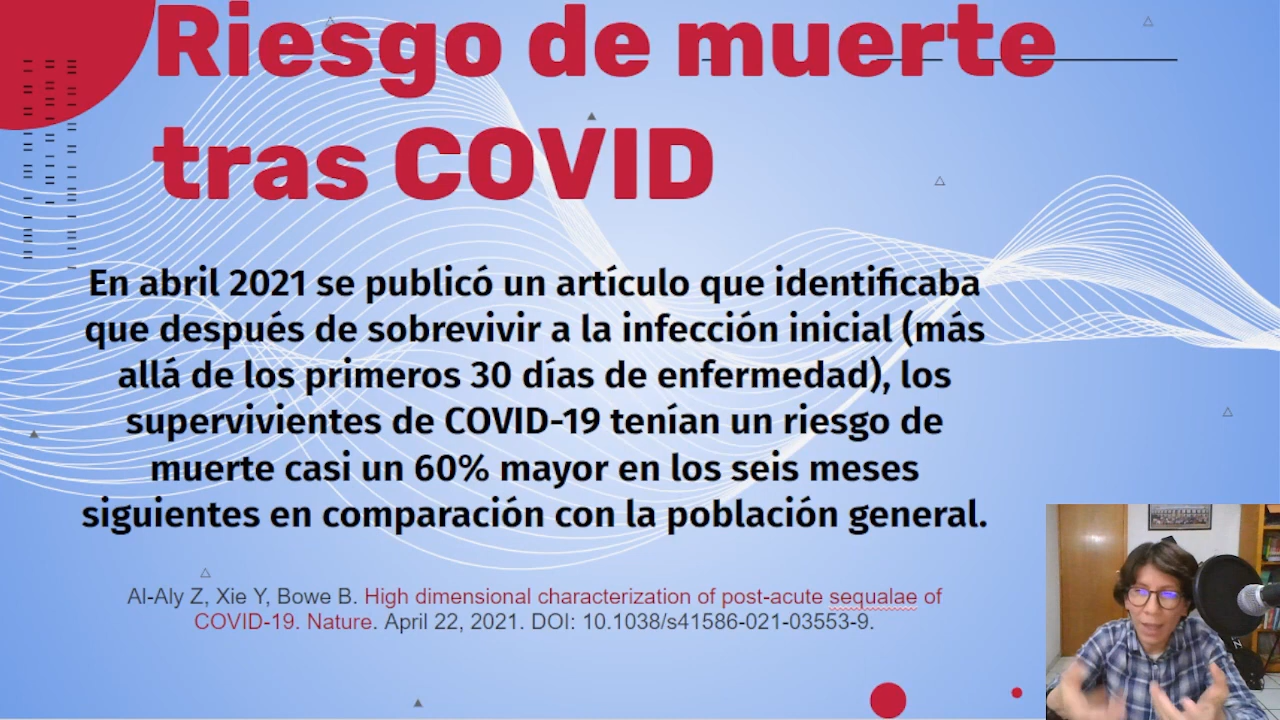 Riesgo de muerte
tras COVID
En abril 2021 se publicó un artículo que identificaba
que después de sobrevivir a la infección inicial (más
allá de los primeros 30 días de enfermedad), los
supervivientes de COVID-19 tenían un riesgo de
muerte casi un 60% mayor en los seis meses
siguientes en comparación con la población general.
Al-Aly Z, Xie Y, Bowe B. High dimensional characterization of post-acute sequalae of
COVID-19. Nature. April 22, 2021. DOI: 10.1038/s41586-021-03553-9.